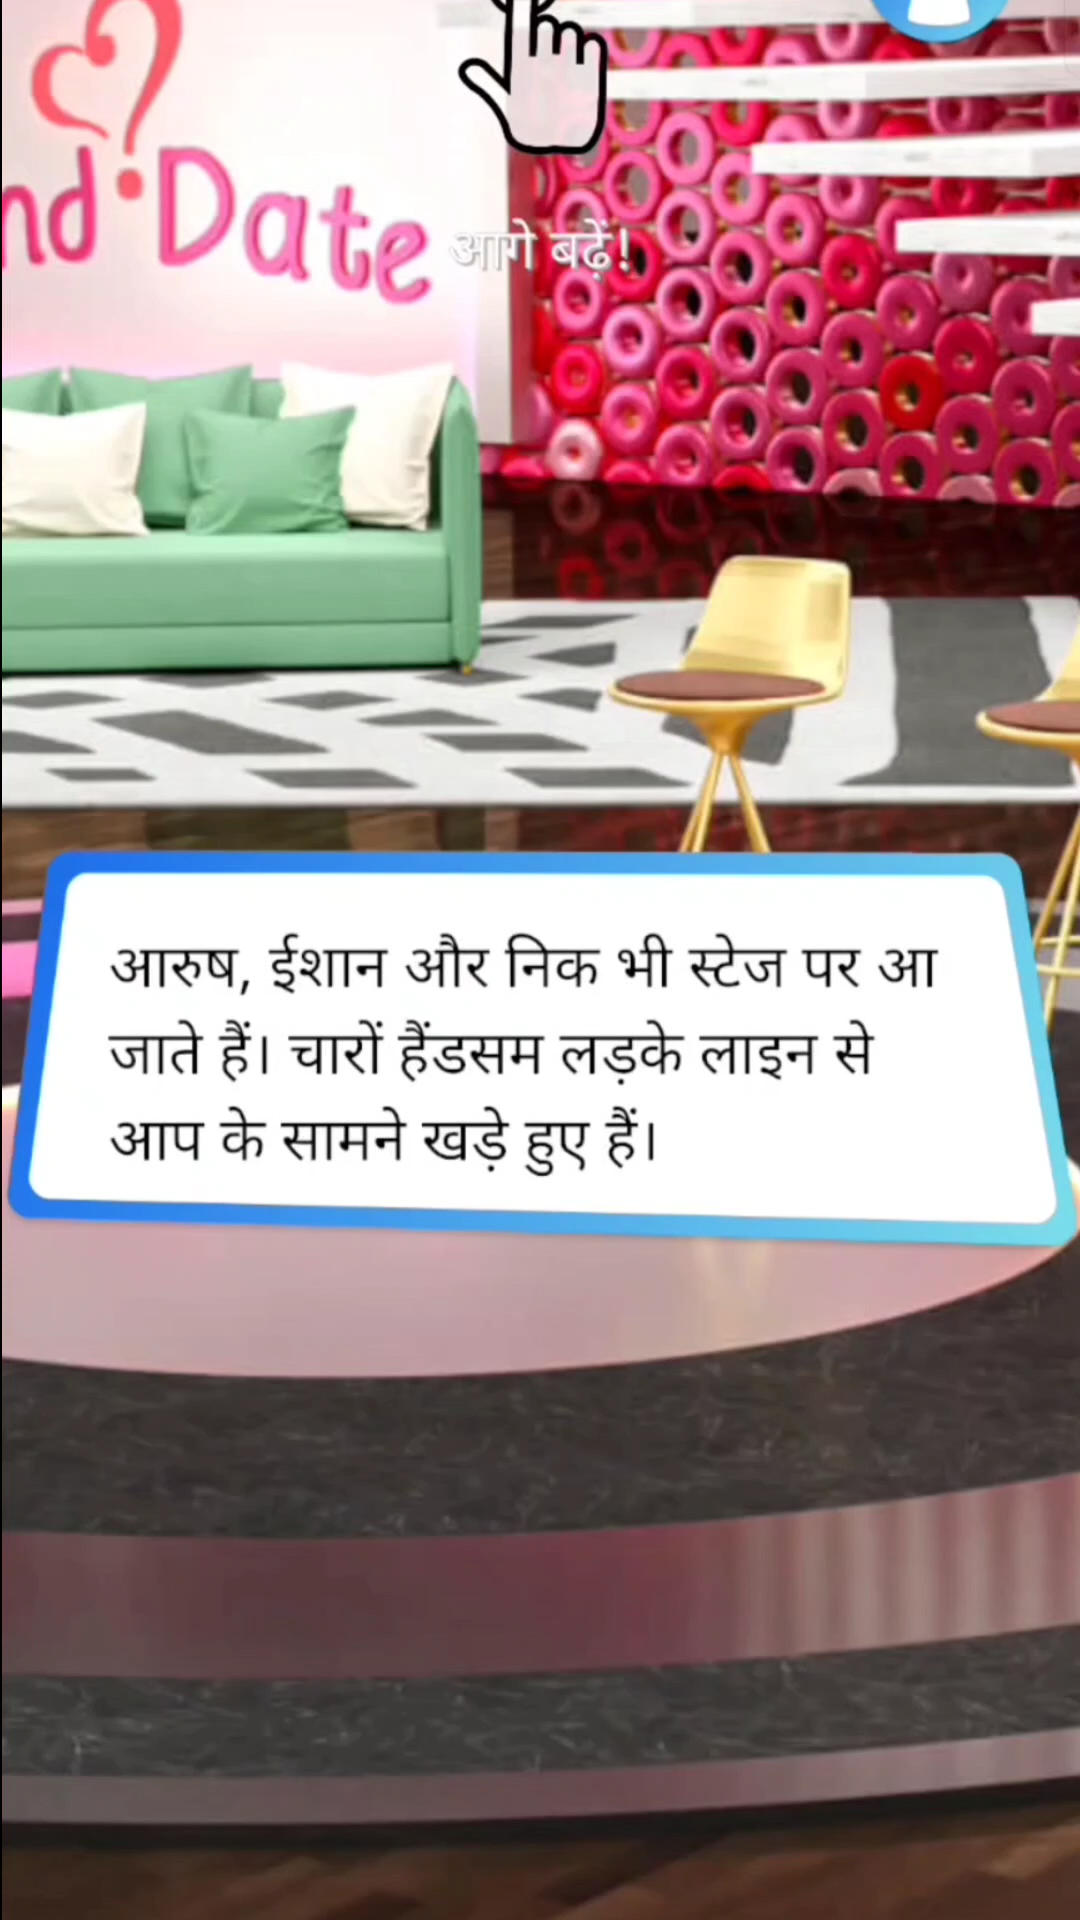 nd Date
आगे बढ़ें!
आरुष, ईशान और निक भी स्टेज पर आ
जाते हैं। चारों हैंडसम लड़के लाइन से
आप के सामने खड़े हुए हैं।